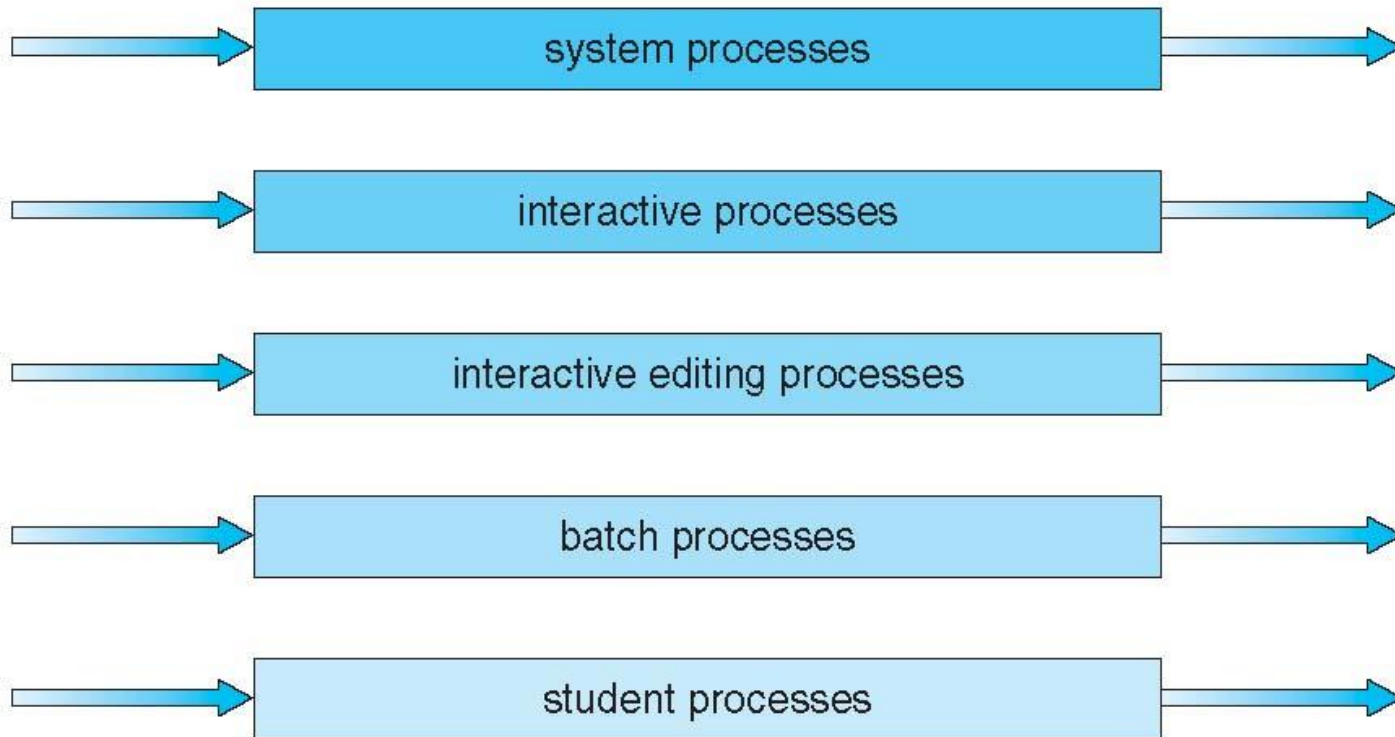 system processes
interactive processes
interactive editing processes
batch processes
student processes